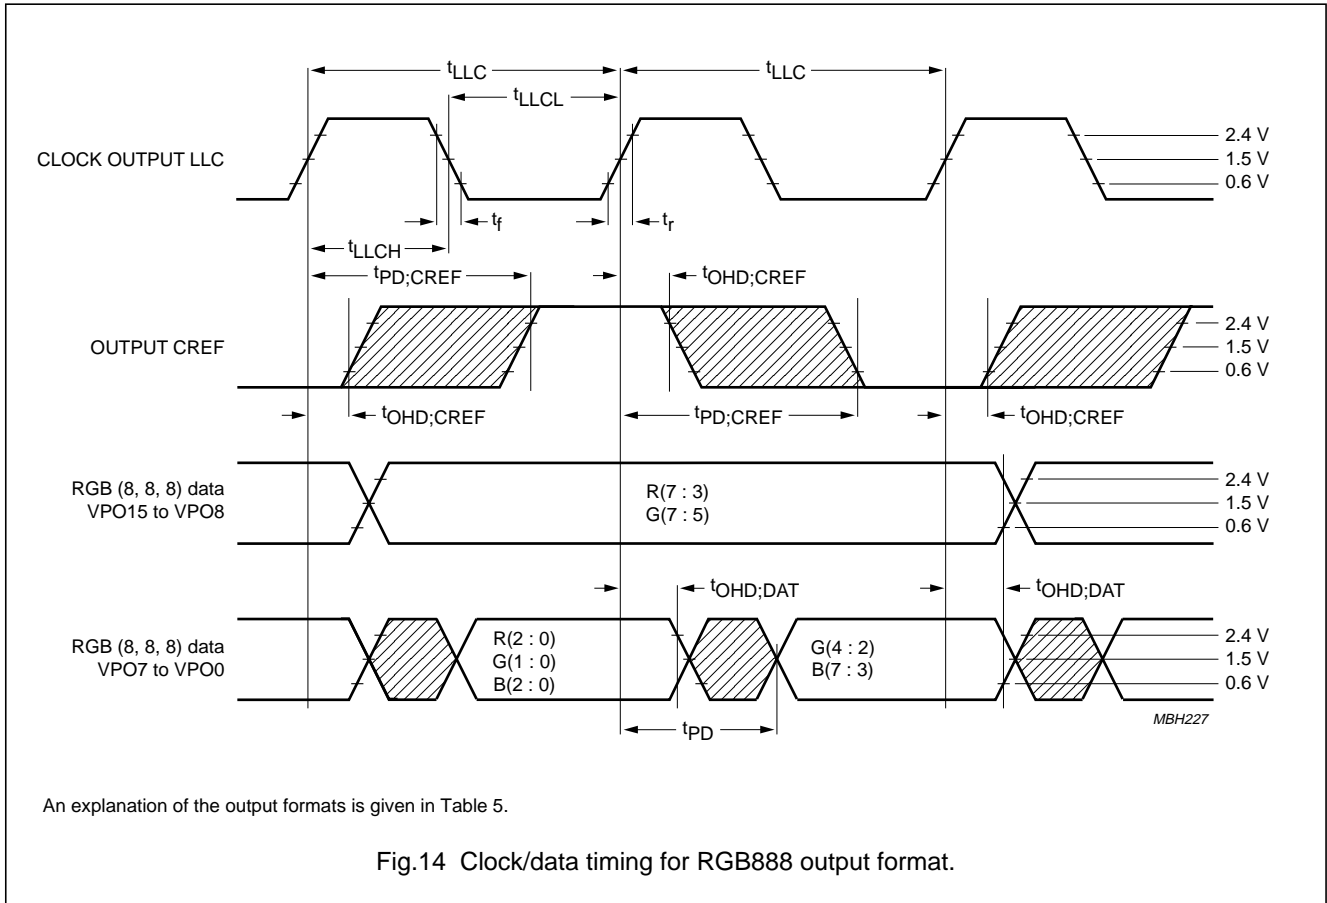 tLLC tLLC
tLLCL
CLOCK OUTPUT LLC
2.4 V
1.5 V
0.6 V
tf tr
tLLCH
tPD;CREF tOHD;CREF
OUTPUT CREF
2.4 V
1.5 V
0.6 V
tOHD;CREF tPD;CREF tOHD;CREF
RGB (8, 8, 8) data
VPO15 to VPO8
R(7 : 3)
G(7 : 5)
2.4 V
1.5 V
0.6 V
tOHD;DAT tOHD;DAT
RGB (8, 8, 8) data
VPO7 to VPO0
R(2 : 0)
G(1 : 0)
B(2 : 0)
G(4 : 2)
B(7 : 3)
2.4 V
1.5 V
0.6 V
tPD
MBH227
An explanation of the output formats is given in Table 5.
Fig.14 Clock/data timing for RGB888 output format.